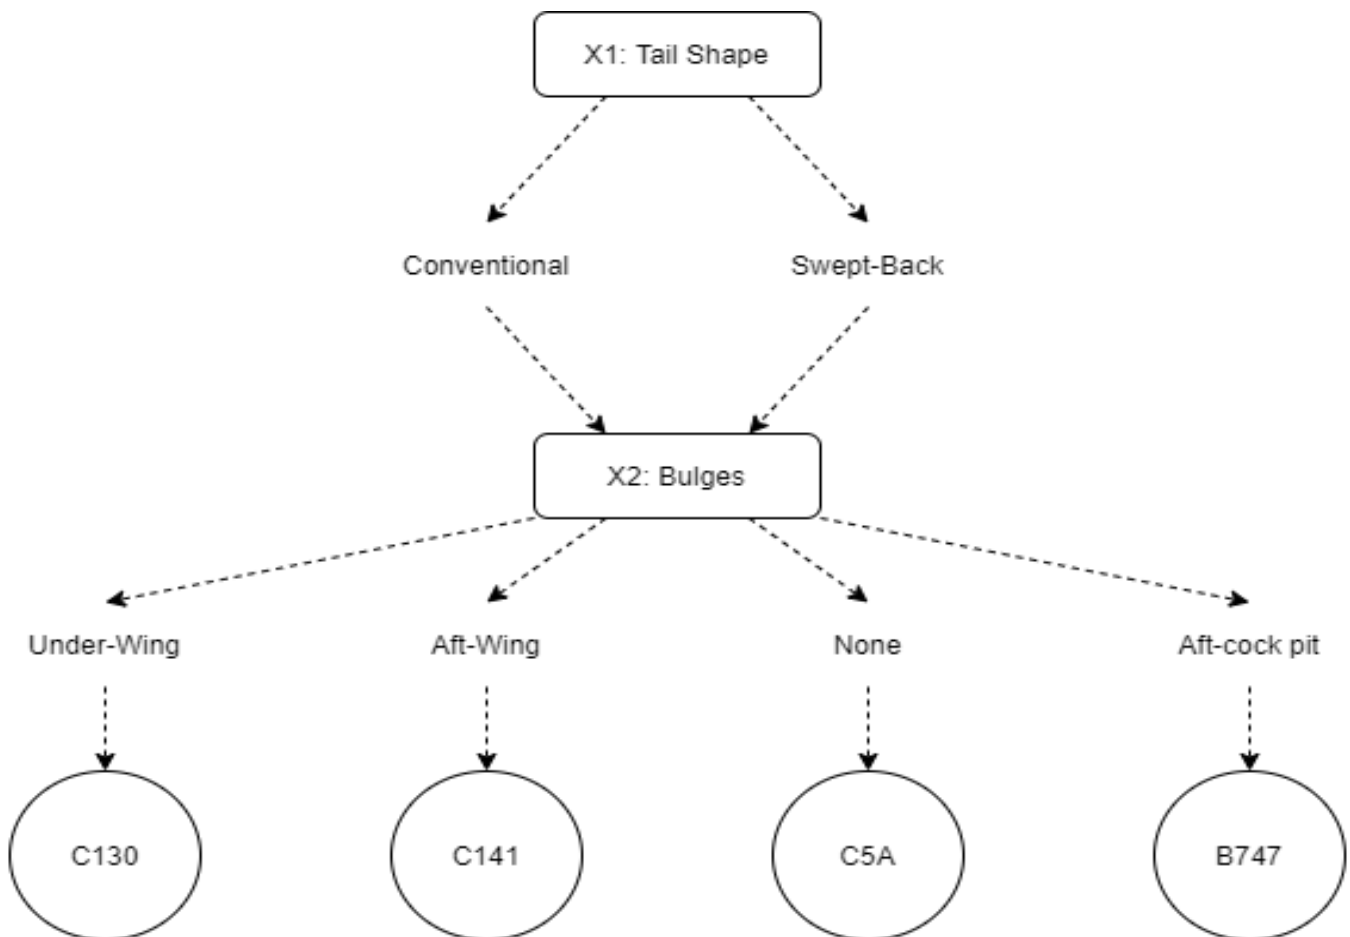 X1: Tail Shape
Conventional
Swept-Back
X2: Bulges
Under-Wing
Aft-Wing
None
Aft-cock pit
C130
C141
C5A
B747